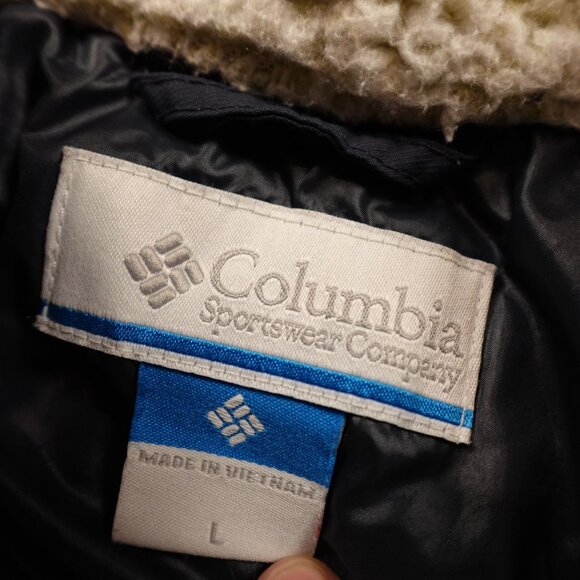 Columbia
Sportswear Company
MADE IN VIETNAM
L